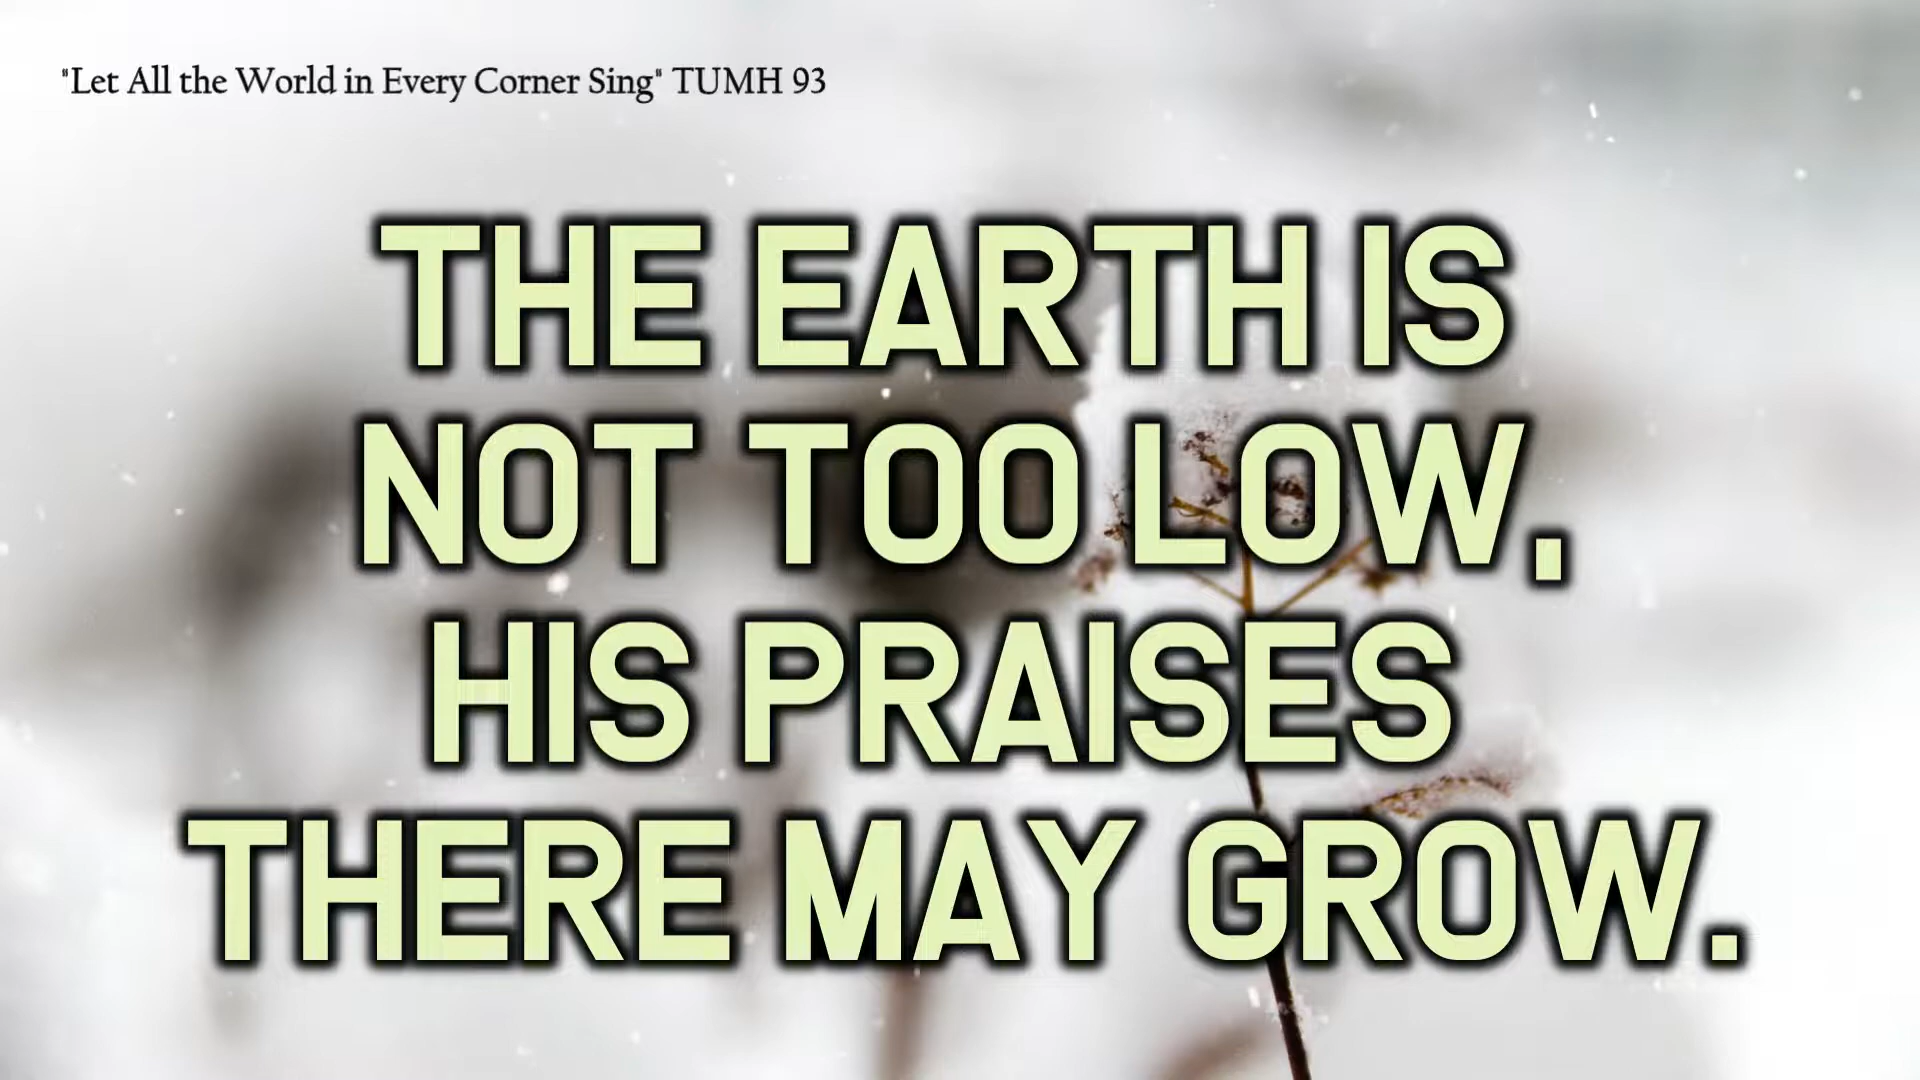 "Let All the World in Every Corner Sing" TUMH 93
THE EARTH IS
NOT TOO LOW,
HIS PRAISES
THERE MAY GROW.